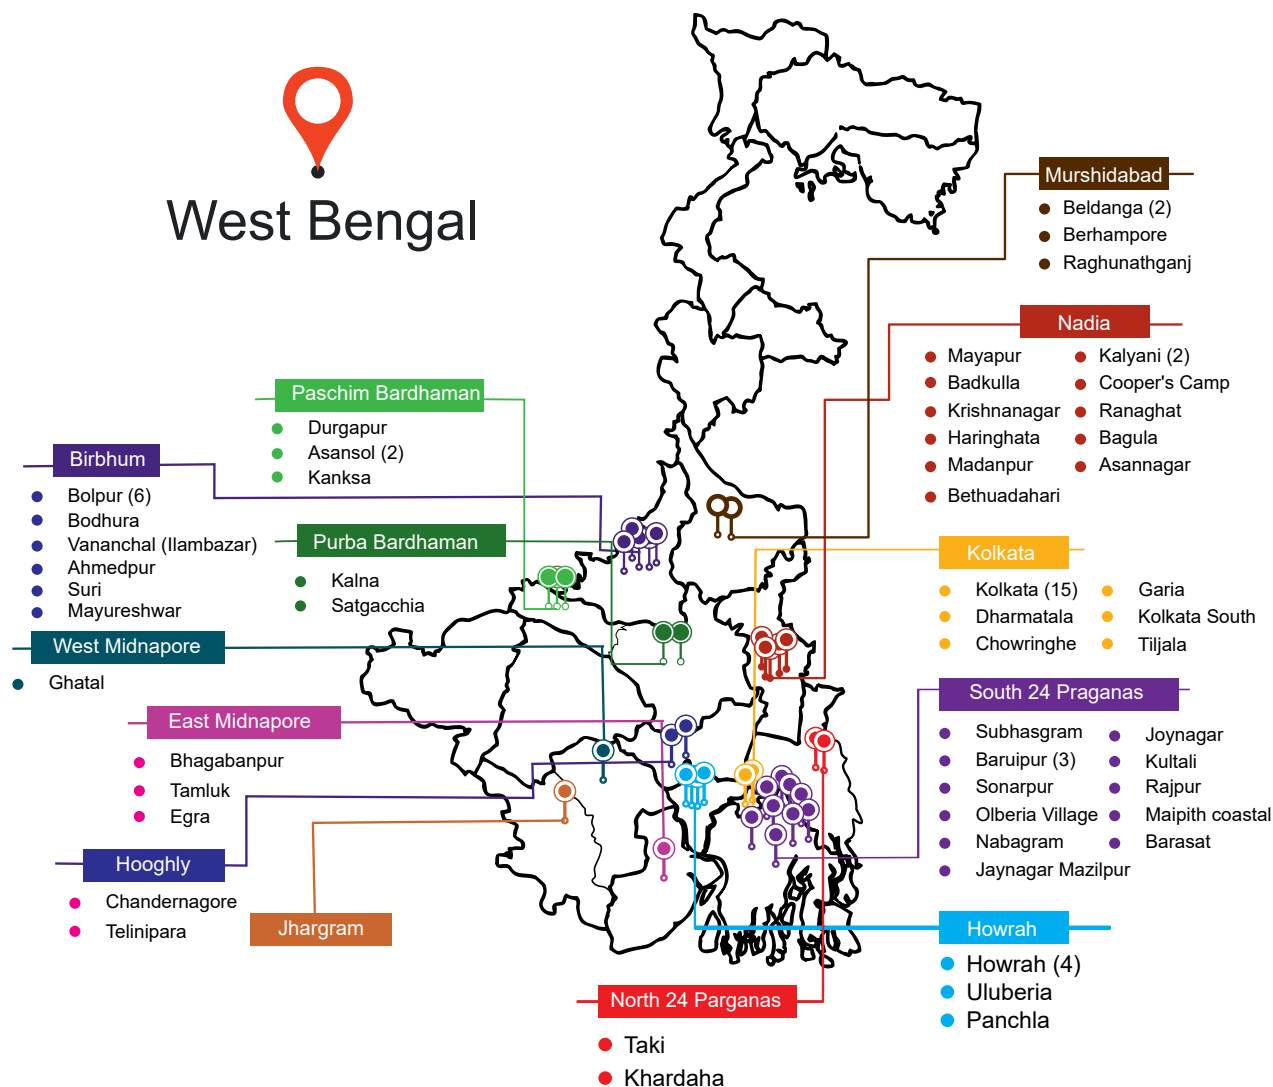 West Bengal
Murshidabad
Beldanga (2)
Berhampore
Raghunathganj
Nadia
Mayapur
Badkulla
Krishnanagar
Haringhata
Madanpur
Bethuadahari
Kalyani (2)
Cooper's Camp
Ranaghat
Bagula
Asannagar
Paschim Bardhaman
Durgapur
Asansol (2)
Kanksa
Birbhum
Bolpur (6)
Bodhura
Vananchal (Ilambazar)
Ahmedpur
Suri
Mayureshwar
Purba Bardhaman
Kalna
Satgacchia
Kolkata
Kolkata (15)
Dharmatala
Chowringhe
Garia
Kolkata South
Tiljala
West Midnapore
Ghatal
South 24 Praganas
Subhasgram
Baruipur (3)
Sonarpur
Olberia Village
Nabagram
Jaynagar Mazilpur
Joynagar
Kultali
Rajpur
Maipith coastal
Barasat
East Midnapore
Bhagabanpur
Tamluk
Egra
Hooghly
Chandernagore
Telinipara
Jhargram
Howrah
Howrah (4)
Uluberia
Panchla
North 24 Parganas
Taki
Khardaha